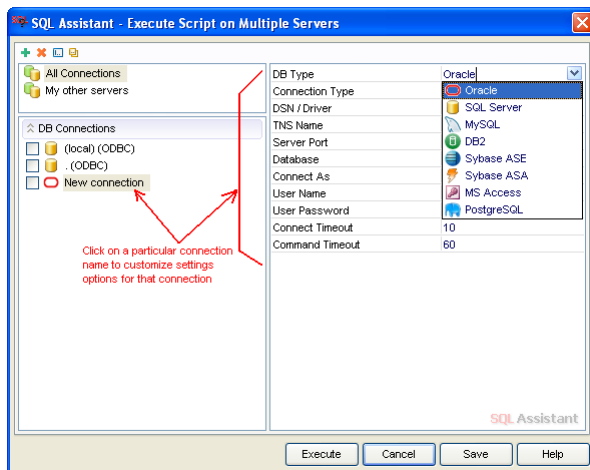 SQL Assistant - Execute Script on Multiple Servers
All Connections
My other servers
DB Connections
(local) (ODBC)
. (ODBC)
New connection
Click on a particular connection
name to customize settings
options for that connection
DB Type Oracle
Connection Type
DSN / Driver
TNS Name
Server Port
Database
Connect As
User Name
User Password
Connect Timeout 10
Command Timeout 60
Oracle
SQL Server
MySQL
DB2
Sybase ASE
Sybase ASA
MS Access
PostgreSQL
SQL Assistant
Execute Cancel Save Help